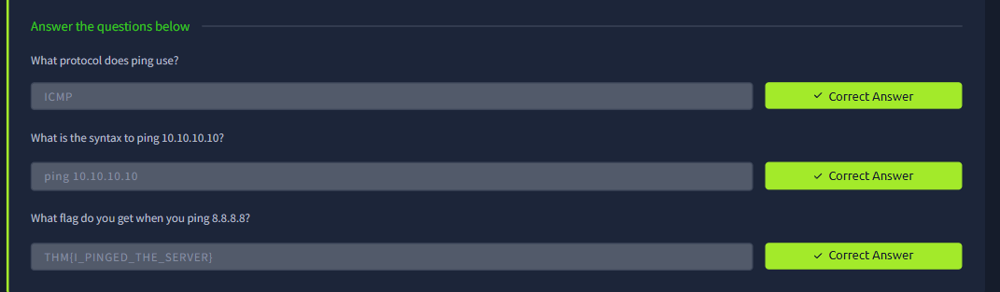 Answer the questions below
What protocol does ping use?
ICMP
✓ Correct Answer
What is the syntax to ping 10.10.10.10?
ping 10.10.10.10
✓ Correct Answer
What flag do you get when you ping 8.8.8.8?
THM{I_PINGED_THE_SERVER}
✓ Correct Answer